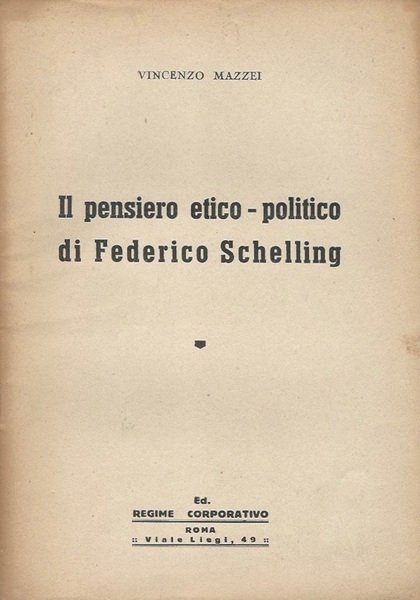 VINCENZO MAZZEI
Il pensiero etico - politico
di Federico Schelling
Ed.
REGIME CORPORATIVO
ROMA
:: Viale Liegi, 49 ::